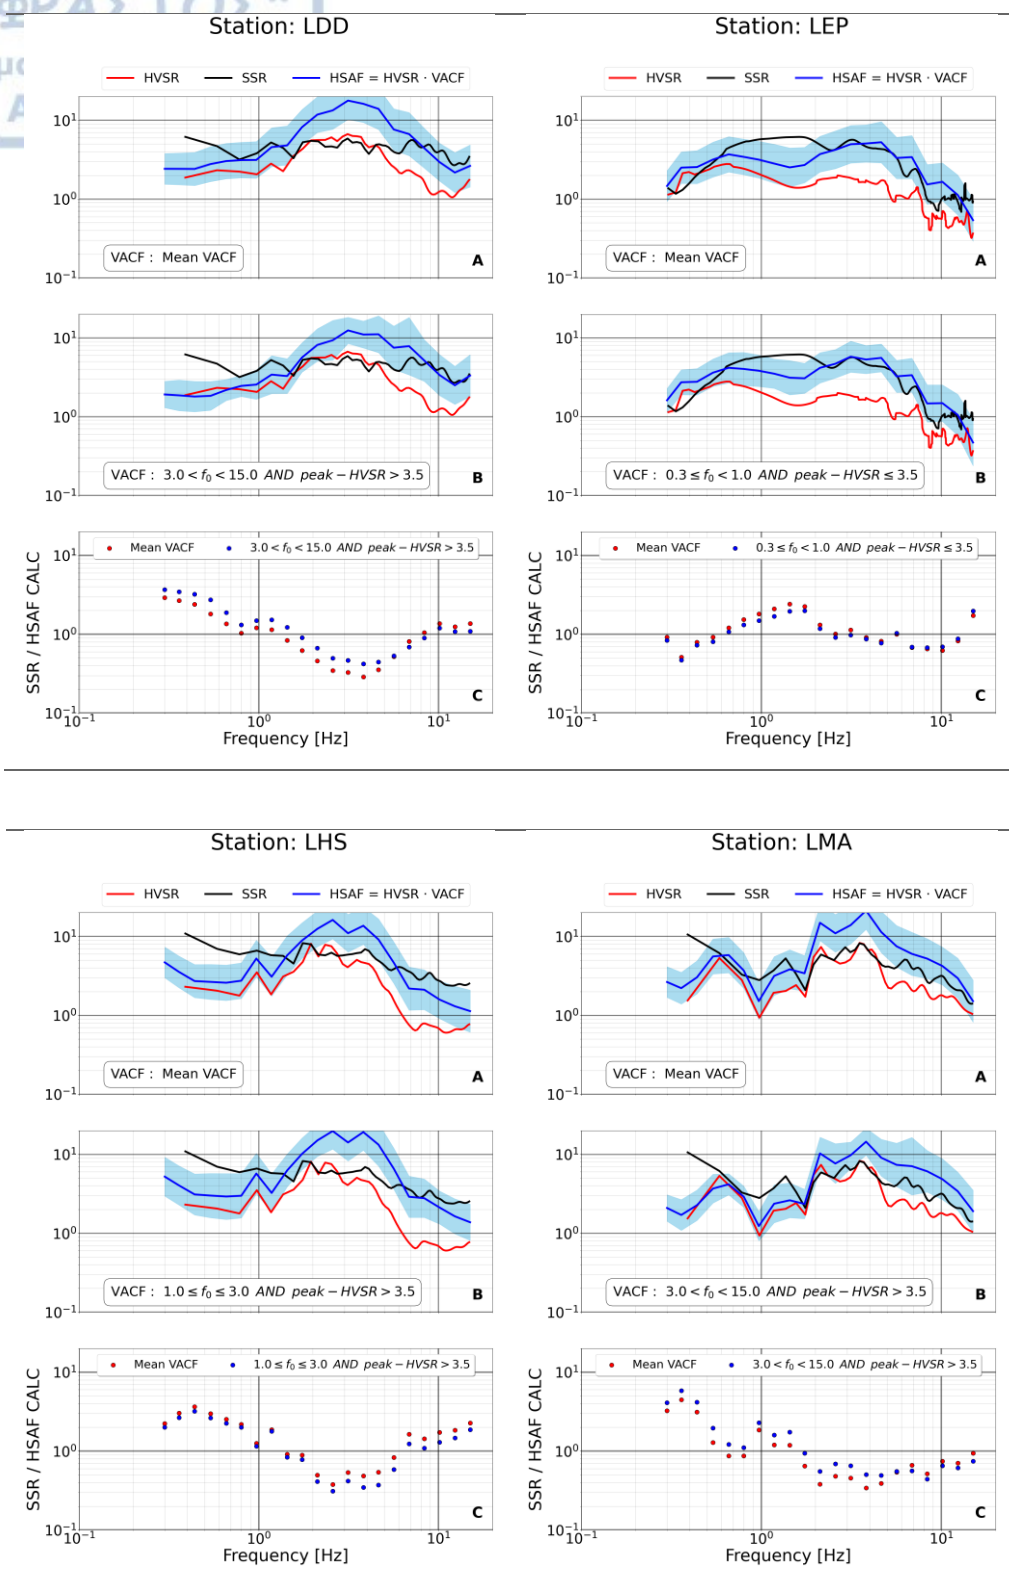 Station: LDD
HVSR SSR HSAF = HVSR · VACF
10¹
10⁰
10⁻¹
VACF : Mean VACF
A
10¹
10⁰
10⁻¹
VACF : 3.0 < f₀ < 15.0 AND peak − HVSR > 3.5
B
Mean VACF 3.0 < f₀ < 15.0 AND peak − HVSR > 3.5
SSR / HSAF CALC
10¹
10⁰
10⁻¹
C
10⁻¹ 10⁰ 10¹
Frequency [Hz]
Station: LEP
HVSR SSR HSAF = HVSR · VACF
10¹
10⁰
10⁻¹
VACF : Mean VACF
A
10¹
10⁰
10⁻¹
VACF : 0.3 ≤ f₀ < 1.0 AND peak − HVSR ≤ 3.5
B
Mean VACF 0.3 ≤ f₀ < 1.0 AND peak − HVSR ≤ 3.5
SSR / HSAF CALC
10¹
10⁰
10⁻¹
C
10⁻¹ 10⁰ 10¹
Frequency [Hz]
Station: LHS
HVSR SSR HSAF = HVSR · VACF
10¹
10⁰
10⁻¹
VACF : Mean VACF
A
10¹
10⁰
10⁻¹
VACF : 1.0 ≤ f₀ ≤ 3.0 AND peak − HVSR > 3.5
B
Mean VACF 1.0 ≤ f₀ ≤ 3.0 AND peak − HVSR > 3.5
SSR / HSAF CALC
10¹
10⁰
10⁻¹
C
10⁻¹ 10⁰ 10¹
Frequency [Hz]
Station: LMA
HVSR SSR HSAF = HVSR · VACF
10¹
10⁰
10⁻¹
VACF : Mean VACF
A
10¹
10⁰
10⁻¹
VACF : 3.0 < f₀ < 15.0 AND peak − HVSR > 3.5
B
Mean VACF 3.0 < f₀ < 15.0 AND peak − HVSR > 3.5
SSR / HSAF CALC
10¹
10⁰
10⁻¹
C
10⁻¹ 10⁰ 10¹
Frequency [Hz]